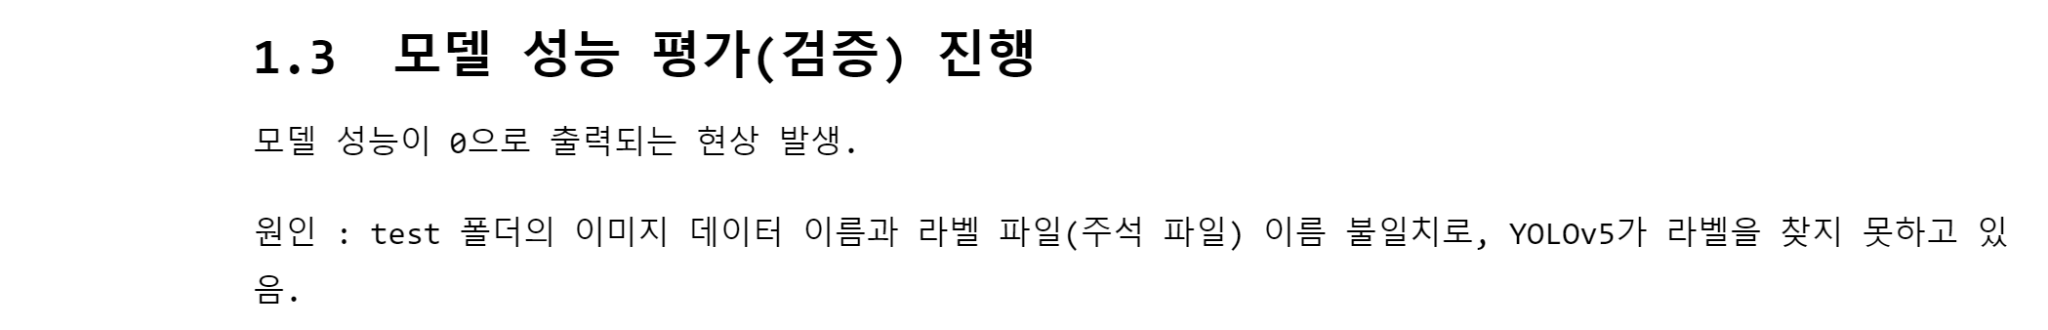 1.3 모델 성능 평가(검증) 진행
모델 성능이 0으로 출력되는 현상 발생.
원인 : test 폴더의 이미지 데이터 이름과 라벨 파일(주석 파일) 이름 불일치로, YOLOv5가 라벨을 찾지 못하고 있
음.